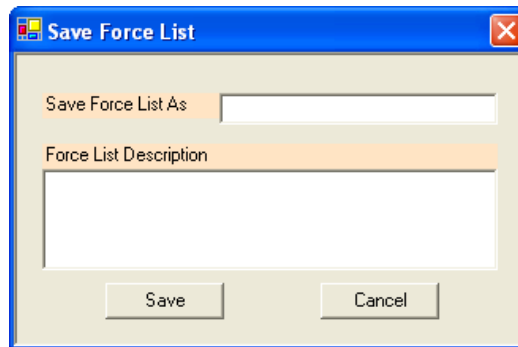 Save Force List
Save Force List As
Force List Description
Save Cancel